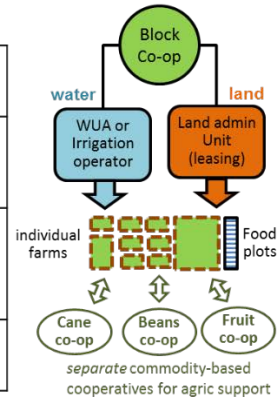 Block
Co-op
water
land
WUA or
Irrigation
operator
Land admin
Unit
(leasing)
individual
farms
Food
plots
Cane
co-op
Beans
co-op
Fruit
co-op
separate commodity-based
cooperatives for agric support